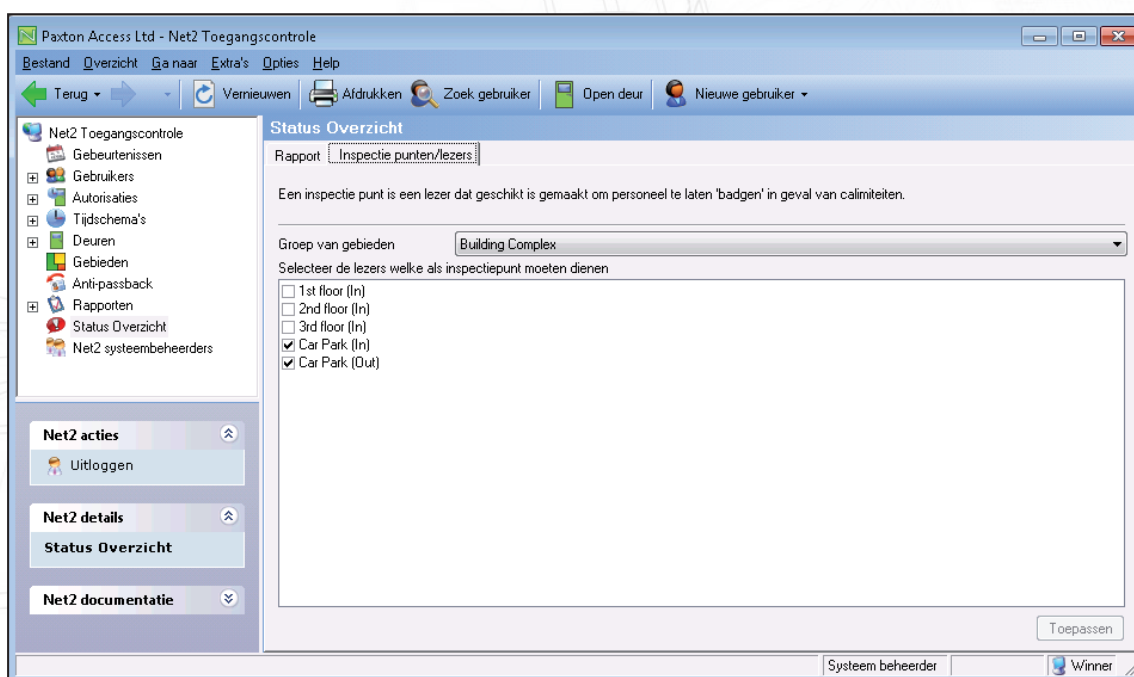 Paxton Access Ltd - Net2 Toegangscontrole
Bestand Overzicht Ga naar Extra's Opties Help
Terug Vernieuwen Afdrukken Zoek gebruiker Open deur Nieuwe gebruiker
Net2 Toegangscontrole
Gebeurtenissen
Gebruikers
Autorisaties
Tijdschema's
Deuren
Gebieden
Anti-passback
Rapporten
Status Overzicht
Net2 systeembeheerders
Net2 acties
Uitloggen
Net2 details
Status Overzicht
Net2 documentatie
Status Overzicht
Rapport Inspectie punten/lezers
Een inspectie punt is een lezer dat geschikt is gemaakt om personeel te laten 'badgen' in geval van calimiteiten.
Groep van gebieden Building Complex
Selecteer de lezers welke als inspectiepunt moeten dienen
1st floor (In)
2nd floor (In)
3rd floor (In)
Car Park (In)
Car Park (Out)
Toepassen
Systeem beheerder Winner